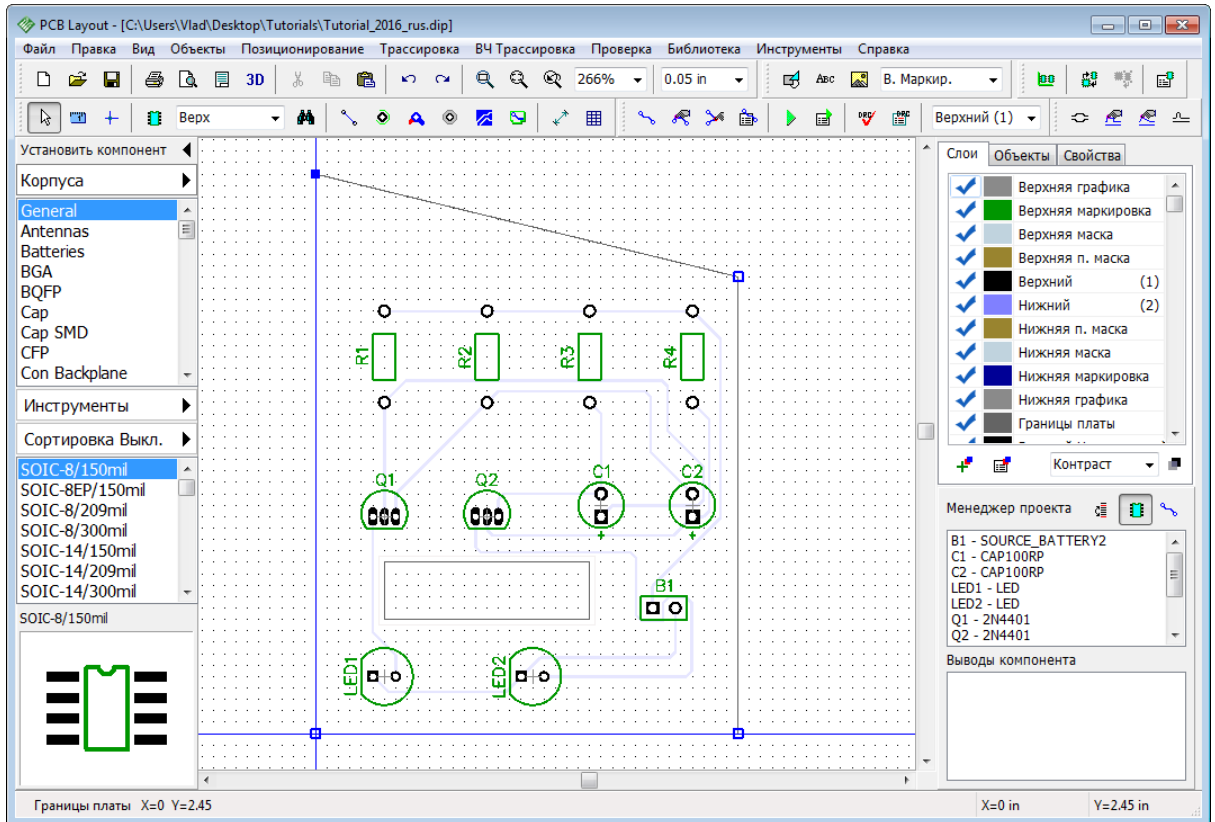 PCB Layout - [C:\Users\Vlad\Desktop\Tutorials\Tutorial_2016_rus.dip]
Файл Правка Вид Объекты Позиционирование Трассировка ВЧ Трассировка Проверка Библиотека Инструменты Справка
3D 266% 0.05 in ABC В. Маркир.
Верх DRC DRC Верхний (1)
Установить компонент
Корпуса
General
Antennas
Batteries
BGA
BQFP
Cap
Cap SMD
CFP
Con Backplane
Инструменты
Сортировка Выкл.
SOIC-8/150mil
SOIC-8EP/150mil
SOIC-8/209mil
SOIC-8/300mil
SOIC-14/150mil
SOIC-14/209mil
SOIC-14/300mil
SOIC-8/150mil
R1 R2 R3 R4
Q1 Q2 C1 C2
B1
LED1 LED2
Слои Объекты Свойства
Верхняя графика
Верхняя маркировка
Верхняя маска
Верхняя п. маска
Верхний (1)
Нижний (2)
Нижняя п. маска
Нижняя маска
Нижняя маркировка
Нижняя графика
Границы платы
Контраст
Менеджер проекта
B1 - SOURCE_BATTERY2
C1 - CAP100RP
C2 - CAP100RP
LED1 - LED
LED2 - LED
Q1 - 2N4401
Q2 - 2N4401
Выводы компонента
Границы платы X=0 Y=2.45
X=0 in Y=2.45 in